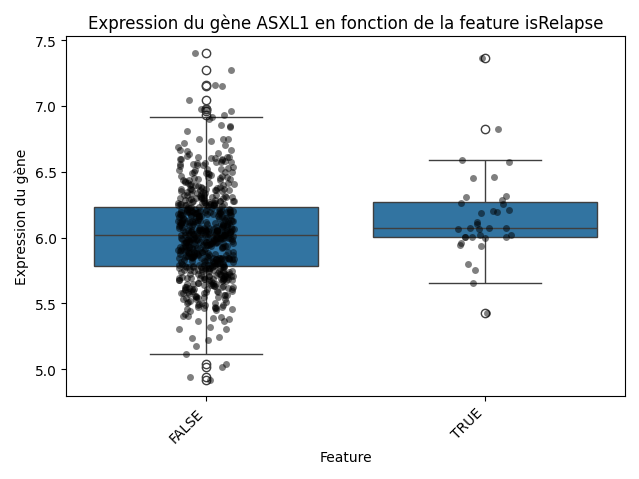 Expression du gène ASXL1 en fonction de la feature isRelapse
7.5
7.0
6.5
6.0
5.5
5.0
Expression du gène
FALSE
TRUE
Feature